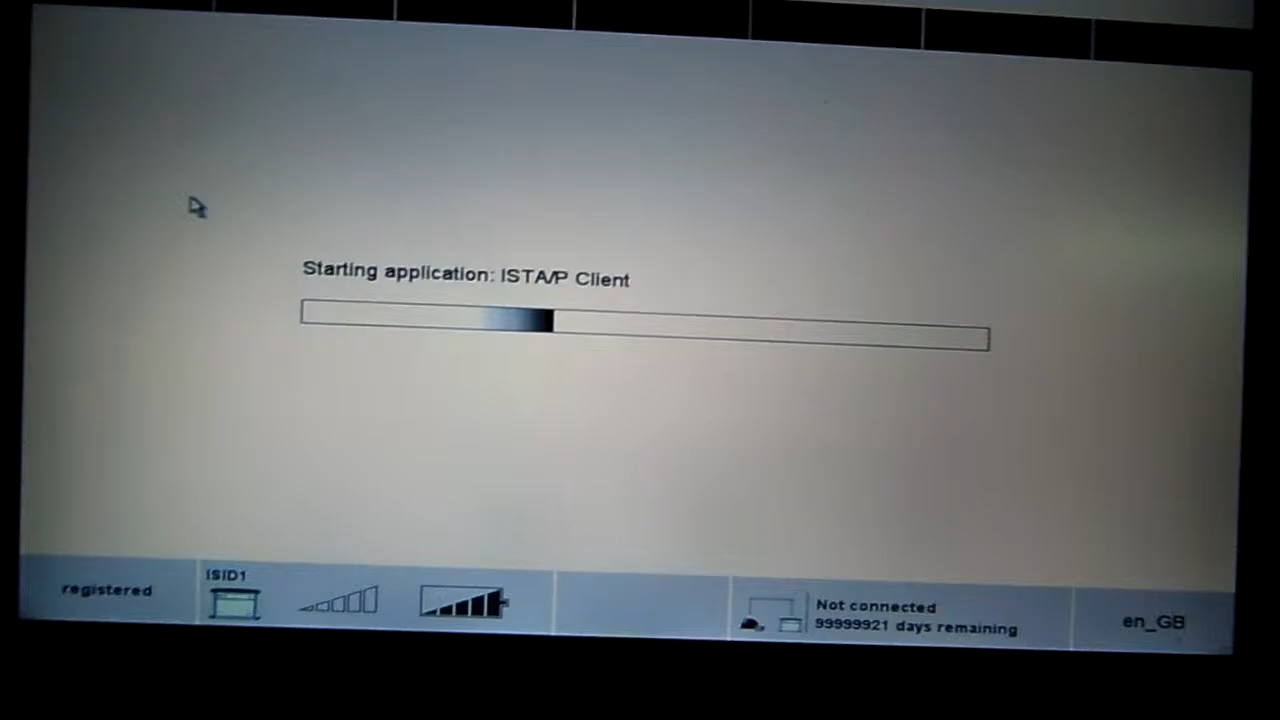 Starting application: ISTA/P Client
registered
ISID1
Not connected
99999921 days remaining
en_GB